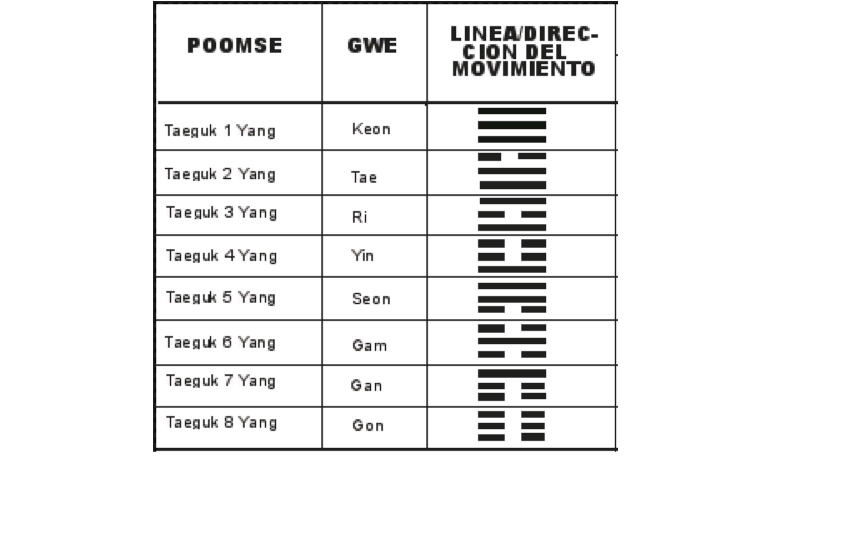 POOMSE GWE LINEA/DIREC-
CION DEL
MOVIMIENTO
Taeguk 1 Yang Keon
Taeguk 2 Yang Tae
Taeguk 3 Yang Ri
Taeguk 4 Yang Yin
Taeguk 5 Yang Seon
Taeguk 6 Yang Gam
Taeguk 7 Yang Gan
Taeguk 8 Yang Gon